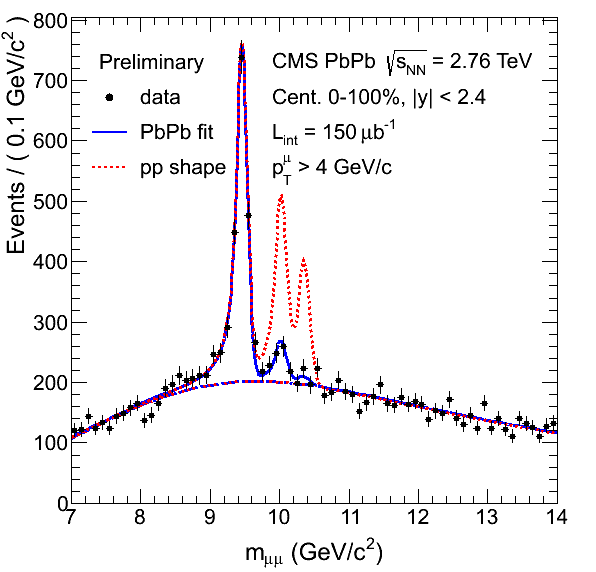 Events / ( 0.1 GeV/c² )
800
700
600
500
400
300
200
100
0
Preliminary
data
PbPb fit
pp shape
CMS PbPb √sNN = 2.76 TeV
Cent. 0-100%, |y| < 2.4
Lint = 150 μb⁻¹
pTμ > 4 GeV/c
7 8 9 10 11 12 13 14
mμμ (GeV/c²)